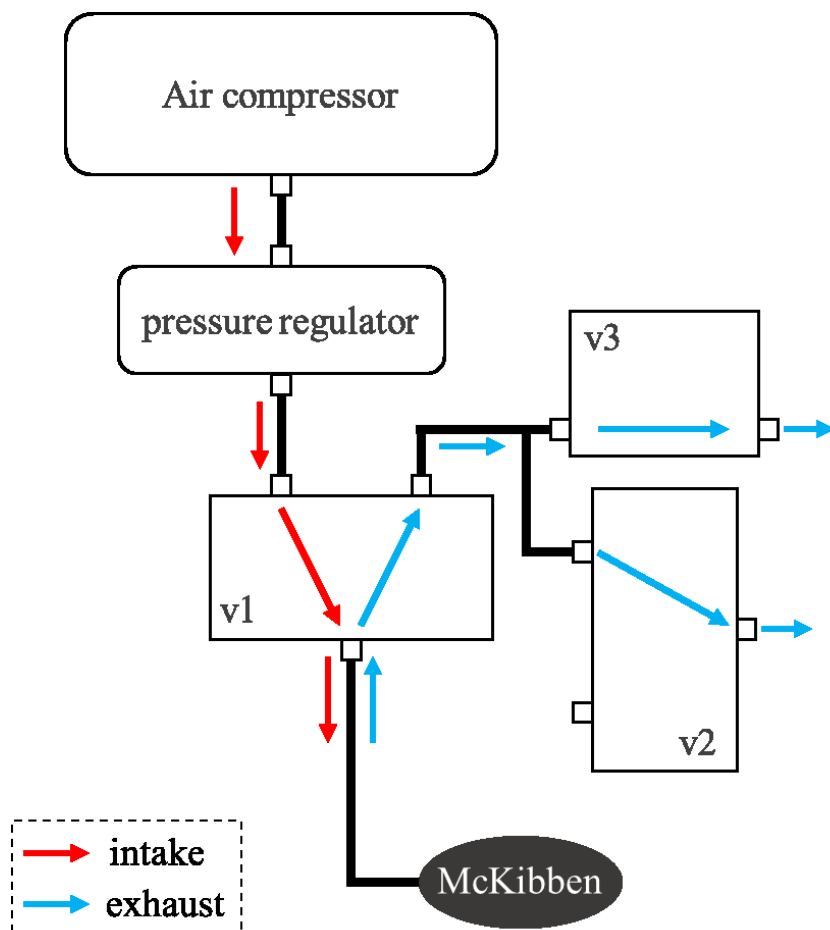 Air compressor
pressure regulator
v3
v1
v2
McKibben
intake
exhaust